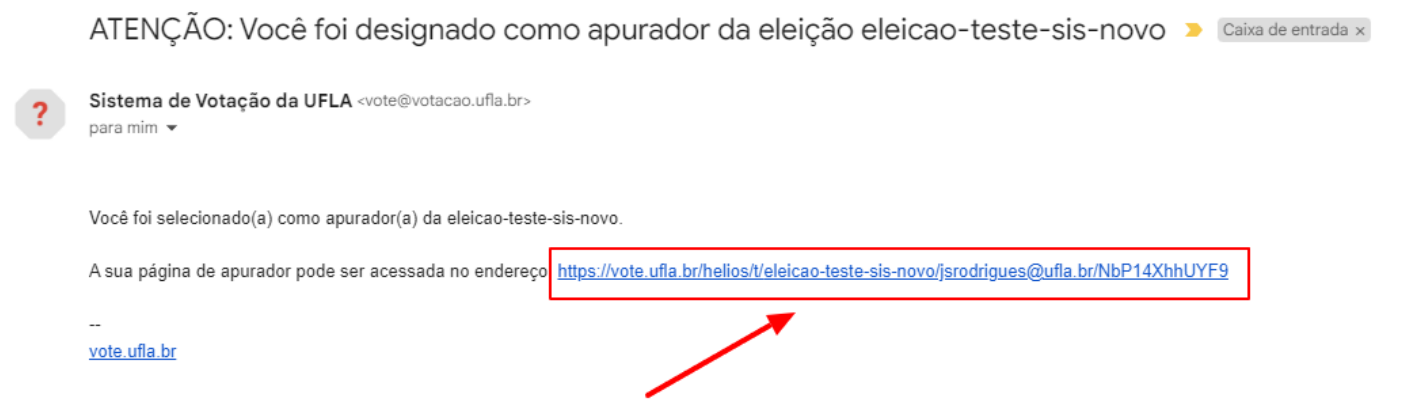 ATENÇÃO: Você foi designado como apurador da eleição eleicao-teste-sis-novo Caixa de entrada ×
?
Sistema de Votação da UFLA <vote@votacao.ufla.br>
para mim
Você foi selecionado(a) como apurador(a) da eleicao-teste-sis-novo.
A sua página de apurador pode ser acessada no endereço https://vote.ufla.br/helios/t/eleicao-teste-sis-novo/jsrodrigues@ufla.br/NbP14XhhUYF9
--
vote.ufla.br